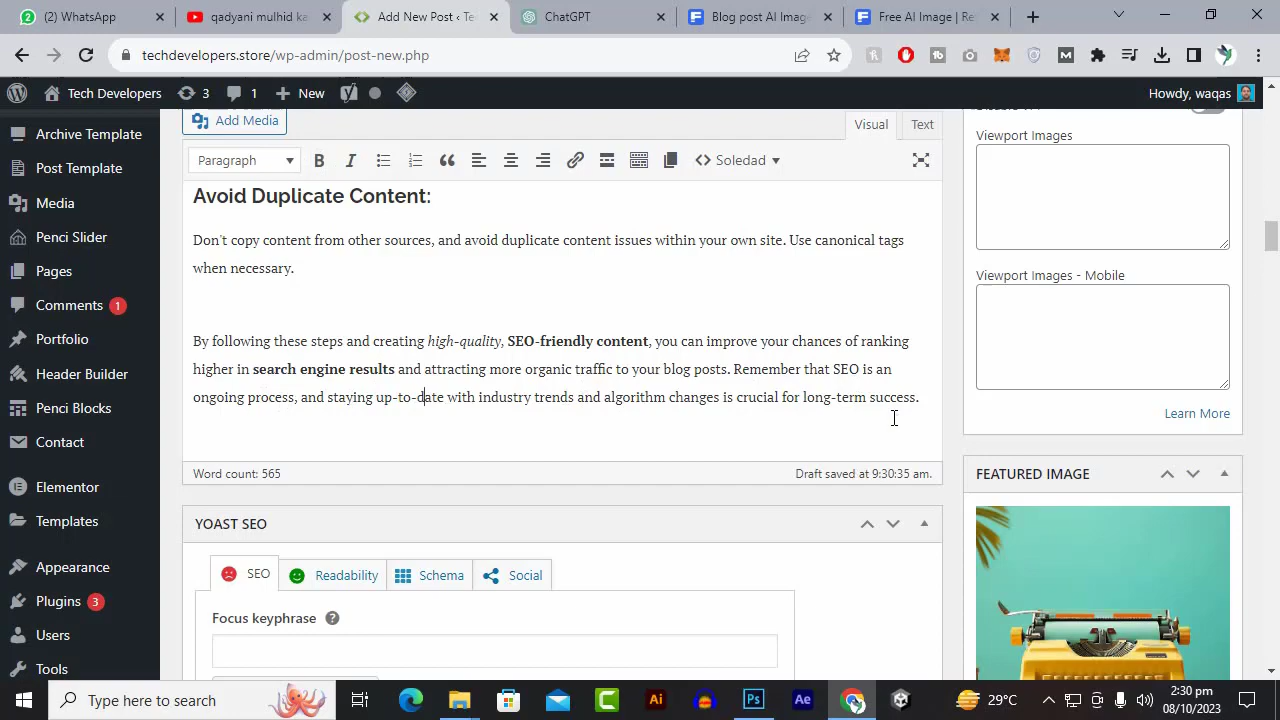 (2) WhatsApp
qadyani mulhid ka
Add New Post - Te
ChatGPT
Blog post AI Image
Free AI Image | Re
techdevelopers.store/wp-admin/post-new.php
Tech Developers
3
1
New
Howdy, waqas
Archive Template
Post Template
Media
Penci Slider
Pages
Comments 1
Portfolio
Header Builder
Penci Blocks
Contact
Elementor
Templates
Appearance
Plugins 3
Users
Tools
Add Media
Visual
Text
Paragraph
Soledad
Avoid Duplicate Content:
Don't copy content from other sources, and avoid duplicate content issues within your own site. Use canonical tags
when necessary.
By following these steps and creating high-quality, SEO-friendly content, you can improve your chances of ranking
higher in search engine results and attracting more organic traffic to your blog posts. Remember that SEO is an
ongoing process, and staying up-to-date with industry trends and algorithm changes is crucial for long-term success.
Word count: 565
Draft saved at 9:30:35 am.
YOAST SEO
SEO
Readability
Schema
Social
Focus keyphrase
Viewport Images
Viewport Images - Mobile
Learn More
FEATURED IMAGE
Type here to search
29°C
2:30 pm
08/10/2023